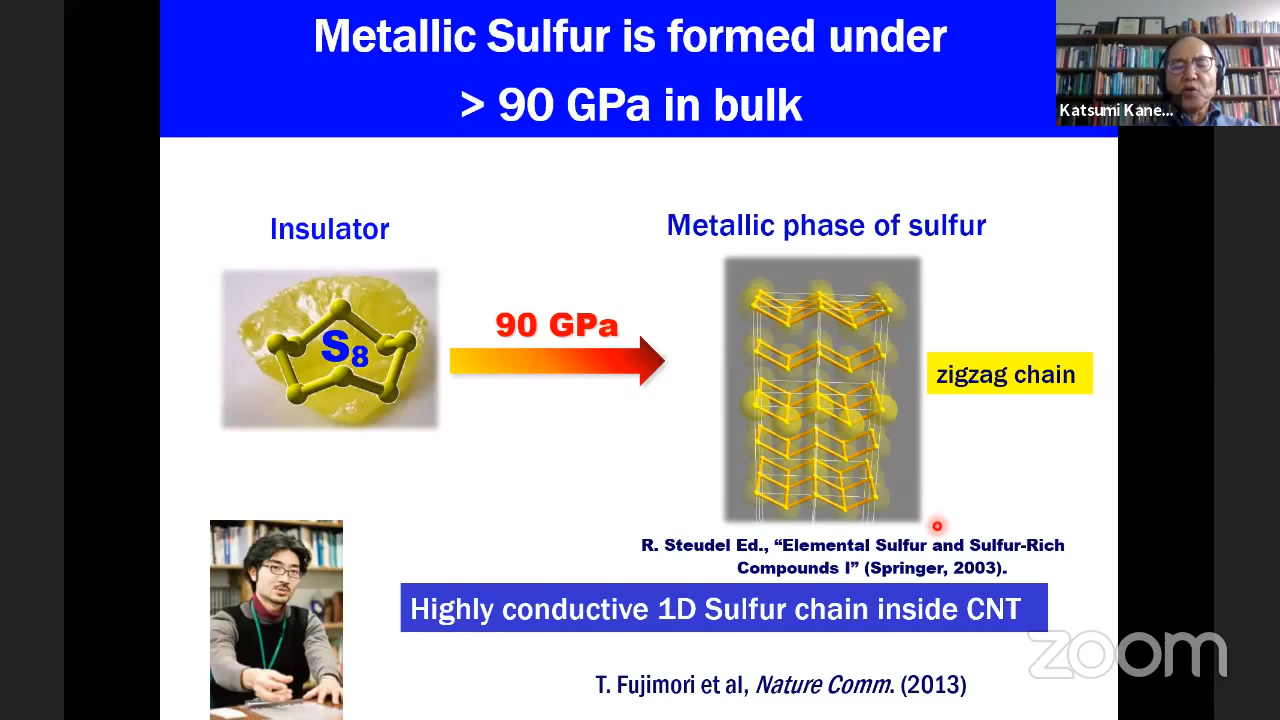 Metallic Sulfur is formed under
> 90 GPa in bulk
Katsumi Kane...
Insulator
Metallic phase of sulfur
S8
90 GPa
zigzag chain
R. Steudel Ed., “Elemental Sulfur and Sulfur-Rich
Compounds I” (Springer, 2003).
Highly conductive 1D Sulfur chain inside CNT
zoom
T. Fujimori et al, Nature Comm. (2013)